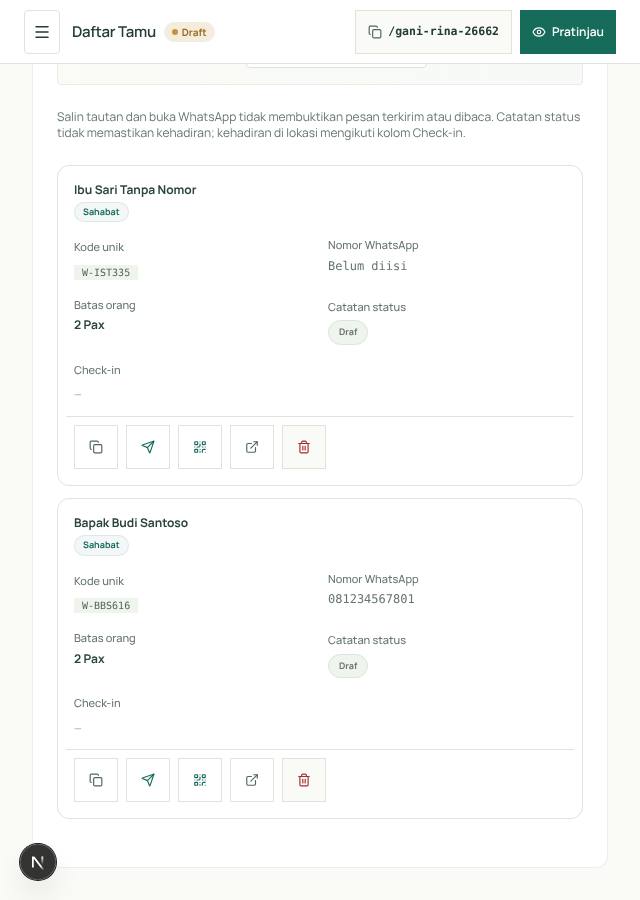 Daftar Tamu
Draft
/gani-rina-26662
Pratinjau
Salin tautan dan buka WhatsApp tidak membuktikan pesan terkirim atau dibaca. Catatan status
tidak memastikan kehadiran; kehadiran di lokasi mengikuti kolom Check-in.
Ibu Sari Tanpa Nomor
Sahabat
Kode unik
W-IST335
Nomor WhatsApp
Belum diisi
Batas orang
2 Pax
Catatan status
Draf
Check-in
—
Bapak Budi Santoso
Sahabat
Kode unik
W-BBS616
Nomor WhatsApp
081234567801
Batas orang
2 Pax
Catatan status
Draf
Check-in
—
N